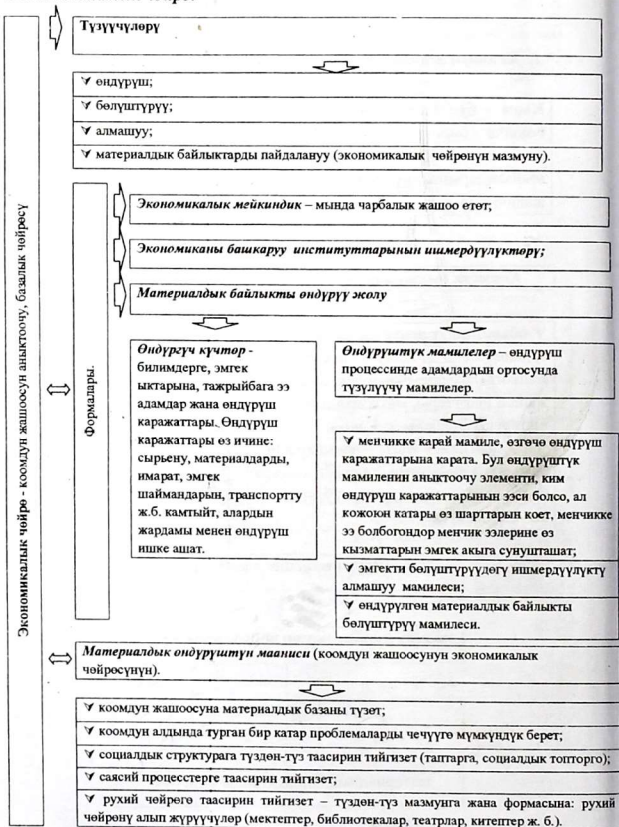 Түзүүчүлөрү
ѵ өндүрүш;
ѵ бөлүштүрүү;
ѵ алмашуу;
ѵ материалдык байлыктарды пайдалануу (экономикалык чөйрөнүн мазмуну).
Экономикалык чөйрө - коомдун жашоосун аныктоочу, базалык чөйрөсү
Формалары.
Экономикалык мейкиндик – мында чарбалык жашоо өтөт;
Экономиканы башкаруу институттарынын ишмердүүлүктөрү;
Материалдык байлыкты өндүрүү жолу
Өндүргүч күчтөр -
билимдерге, эмгек
ыктарына, тажрыйбага ээ
адамдар жана өндүрүш
каражаттары. Өндүрүш
каражаттары өз ичине:
сырьену, материалдарды,
имарат, эмгек
шаймандарын, транспортту
ж.б. камтыйт, алардын
жардамы менен өндүрүш
ишке ашат.
Өндүрүштүк мамилелер – өндүрүш
процессинде адамдардын ортосунда
түзүлүүчү мамилелер.
ѵ менчикке карай мамиле, өзгөчө өндүрүш
каражаттарына карата. Бул өндүрүштүк
мамиленин аныктоочу элементи, ким
өндүрүш каражаттарынын ээси болсо, ал
кожоюн катары өз шарттарын коет, менчикке
ээ болбогондор менчик ээлерине өз
кызматтарын эмгек акыга сунушташат;
ѵ эмгекти бөлүштүрүүдөгү ишмердүүлүктү
алмашуу мамилеси;
ѵ өндүрүлгөн материалдык байлыкты
бөлүштүрүү мамилеси.
Материалдык өндүрүштүн мааниси (коомдун жашоосунун экономикалык
чөйрөсүнүн).
ѵ коомдун жашоосуна материалдык базаны түзөт;
ѵ коомдун алдында турган бир катар проблемаларды чечүүгө мүмкүндүк берет;
ѵ социалдык структурага түздөн-түз таасирин тийгизет (таптарга, социалдык топторго);
ѵ саясий процесстерге таасирин тийгизет;
ѵ рухий чөйрөгө таасирин тийгизет – түздөн-түз мазмунга жана формасына: рухий
чөйрөнү алып жүрүүчүлөр (мектептер, библиотекалар, театрлар, китептер ж. б.).